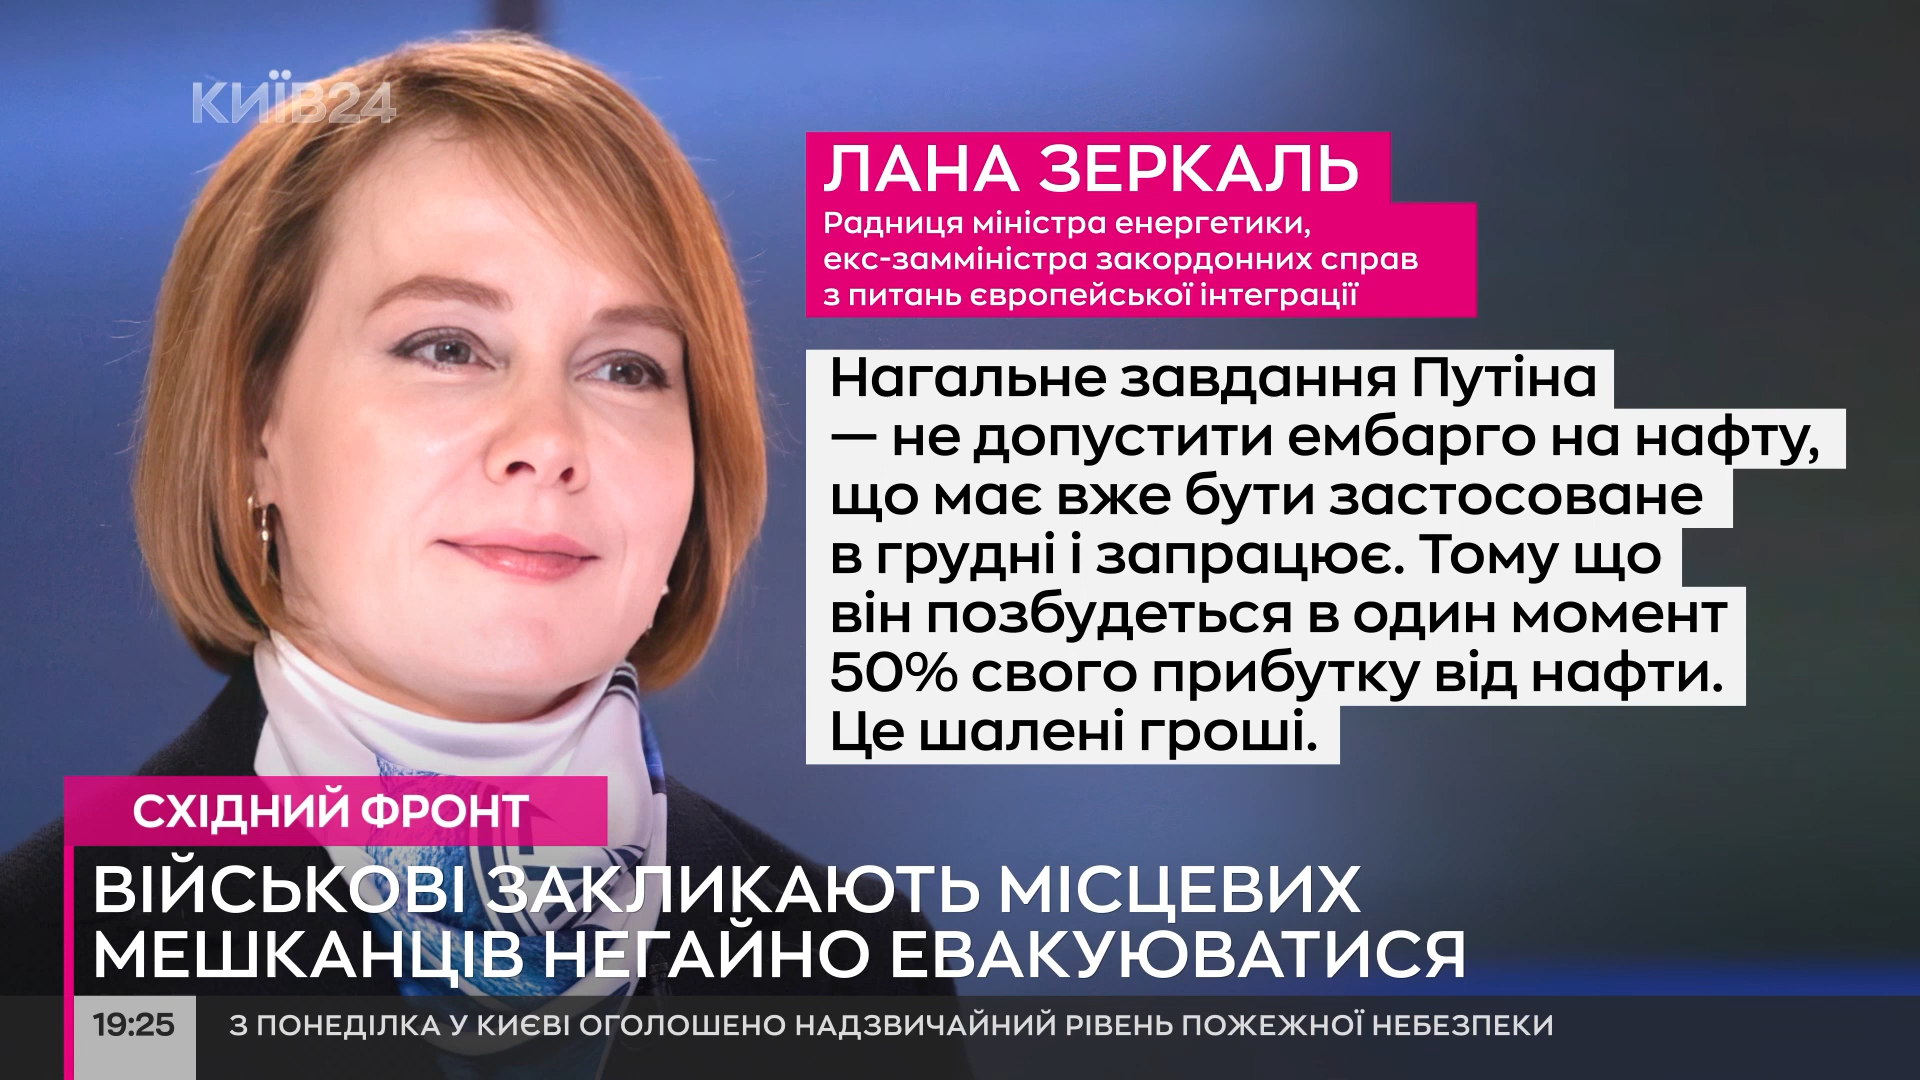 КИЇВ24
ЛАНА ЗЕРКАЛЬ
Радниця міністра енергетики,
екс-замміністра закордонних справ
з питань європейської інтеграції
Нагальне завдання Путіна
— не допустити ембарго на нафту,
що має вже бути застосоване
в грудні і запрацює. Тому що
він позбудеться в один момент
50% свого прибутку від нафти.
Це шалені гроші.
СХІДНИЙ ФРОНТ
ВІЙСЬКОВІ ЗАКЛИКАЮТЬ МІСЦЕВИХ
МЕШКАНЦІВ НЕГАЙНО ЕВАКУЮВАТИСЯ
19:25 З ПОНЕДІЛКА У КИЄВІ ОГОЛОШЕНО НАДЗВИЧАЙНИЙ РІВЕНЬ ПОЖЕЖНОЇ НЕБЕЗПЕКИ